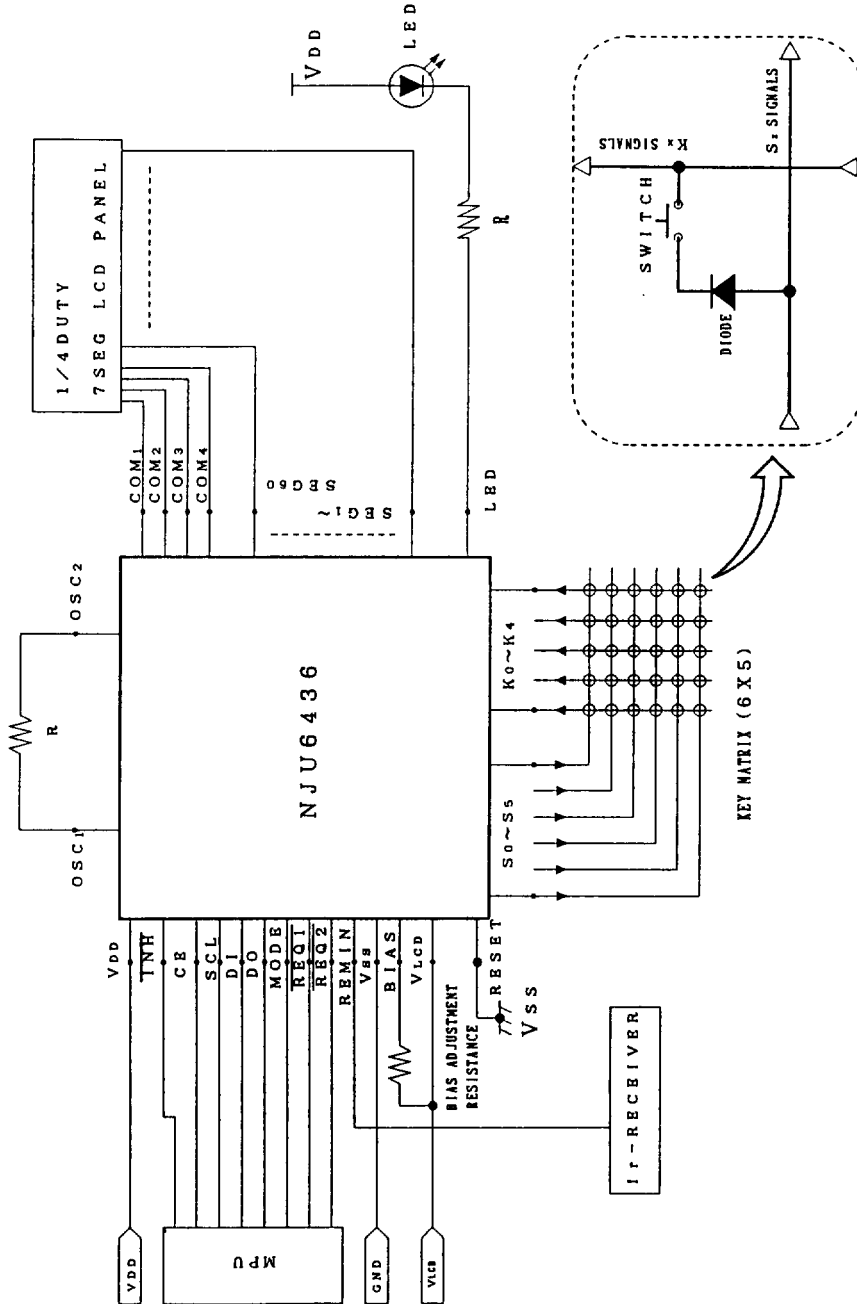 1/4DUTY
7SEG LCD PANEL
VDD
LED
COM1
COM2
COM3
COM4
SEG60
SEG1~
LED
R
R
OSC1
OSC2
NJU6436
VDD
INH
CE
SCL
DI
DO
MODE
REQ1
REQ2
REMIN
VSS
BIAS
VLCD
RESET
VSS
BIAS ADJUSTMENT
RESISTANCE
VDD
MPU
GND
VLCD
Ir-RECEIVER
S0~S5
K0~K4
KEY MATRIX (6X5)
SWITCH
DIODE
Kx SIGNALS
Sx SIGNALS